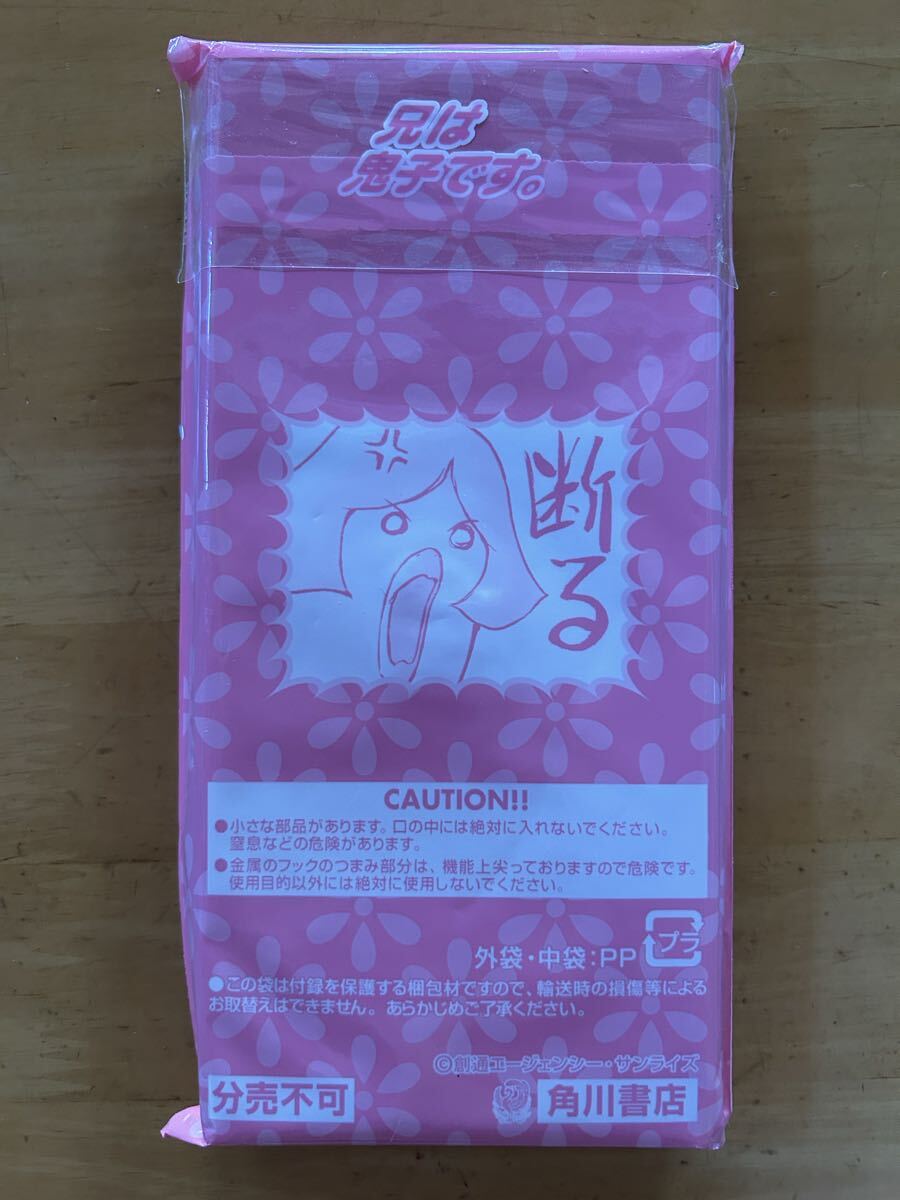 兄は
鬼子です。
断る
CAUTION!!
●小さな部品があります。口の中には絶対に入れないでください。
窒息などの危険があります。
●金属のフックのつまみ部分は、機能上尖っておりますので危険です。
使用目的以外には絶対に使用しないでください。
外袋・中袋:PP プラ
●この袋は付録を保護する梱包材ですので、輸送時の損傷等による
お取替えはできません。あらかじめご了承ください。
©創通エージェンシー・サンライズ
分売不可 角川書店